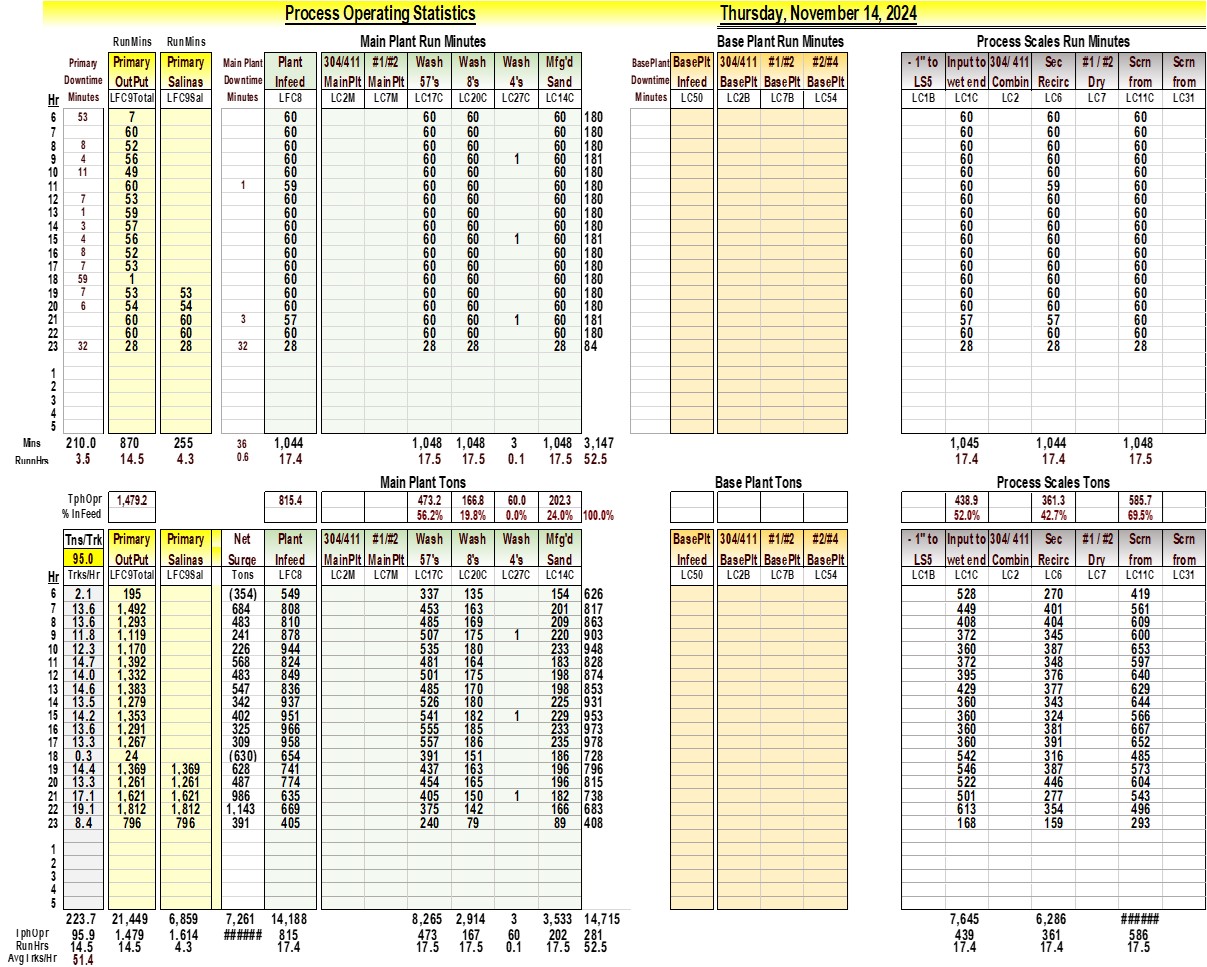 Process Operating Statistics Thursday, November 14, 2024
RunMins RunMins Main Plant Run Minutes Base Plant Run Minutes Process Scales Run Minutes
Primary Primary Primary Main Plant Plant 304/411 #1/#2 Wash Wash Wash Mfg'd BasePlant BasePlt 304/411 #1/#2 #2/#4 - 1" to Input to 304/ 411 Sec #1 / #2 Scrn Scrn
Downtime OutPut Salinas Downtime Infeed MainPlt MainPlt 57's 8's 4's Sand Downtime Infeed BasePlt BasePlt BasePlt LS5 wet end Combin Recirc Dry from from
Hr Minutes LFC9Total LFC9Sal Minutes LFC8 LC2M LC7M LC17C LC20C LC27C LC14C Minutes LC50 LC2B LC7B LC54 LC1B LC1C LC2 LC6 LC7 LC11C LC31
6 53 7 60 60 60 60 180 60 60 60
7 60 60 60 60 60 180 60 60 60
8 8 52 60 60 60 60 180 60 60 60
9 4 56 60 60 60 1 60 181 60 60 60
10 11 49 60 60 60 60 180 60 60 60
11 60 1 59 60 60 60 180 60 59 60
12 7 53 60 60 60 60 180 60 60 60
13 1 59 60 60 60 60 180 60 60 60
14 3 57 60 60 60 60 180 60 60 60
15 4 56 60 60 60 1 60 181 60 60 60
16 8 52 60 60 60 60 180 60 60 60
17 7 53 60 60 60 60 180 60 60 60
18 59 1 60 60 60 60 180 60 60 60
19 7 53 53 60 60 60 60 180 60 60 60
20 6 54 54 60 60 60 60 180 60 60 60
21 60 60 3 57 60 60 1 60 181 57 57 60
22 60 60 60 60 60 60 180 60 60 60
23 32 28 28 32 28 28 28 28 84 28 28 28
1
2
3
4
5
Mins 210.0 870 255 36 1,044 1,048 1,048 3 1,048 3,147 1,045 1,044 1,048
RunnHrs 3.5 14.5 4.3 0.6 17.4 17.5 17.5 0.1 17.5 52.5 17.4 17.4 17.5
Main Plant Tons Base Plant Tons Process Scales Tons
TphOpr 1,479.2 815.4 473.2 166.8 60.0 202.3 438.9 361.3 585.7
% InFeed 56.2% 19.8% 0.0% 24.0% 100.0% 52.0% 42.7% 69.5%
Tns/Trk Primary Primary Net Plant 304/411 #1/#2 Wash Wash Wash Mfg'd BasePlt 304/411 #1/#2 #2/#4 - 1" to Input to 304/ 411 Sec #1 / #2 Scrn Scrn
95.0 OutPut Salinas Surge Infeed MainPlt MainPlt 57's 8's 4's Sand Infeed BasePlt BasePlt BasePlt LS5 wet end Combin Recirc Dry from from
Hr Trks/Hr LFC9Total LFC9Sal Tons LFC8 LC2M LC7M LC17C LC20C LC27C LC14C LC50 LC2B LC7B LC54 LC1B LC1C LC2 LC6 LC7 LC11C LC31
6 2.1 195 (354) 549 337 135 154 626 528 270 419
7 13.6 1,492 684 808 453 163 201 817 449 401 561
8 13.6 1,293 483 810 485 169 209 863 408 404 609
9 11.8 1,119 241 878 507 175 1 220 903 372 345 600
10 12.3 1,170 226 944 535 180 233 948 360 387 653
11 14.7 1,392 568 824 481 164 183 828 372 348 597
12 14.0 1,332 483 849 501 175 198 874 395 376 640
13 14.6 1,383 547 836 485 170 198 853 429 377 629
14 13.5 1,279 342 937 526 180 225 931 360 343 644
15 14.2 1,353 402 951 541 182 1 229 953 360 324 566
16 13.6 1,291 325 966 555 185 233 973 360 381 667
17 13.3 1,267 309 958 557 186 235 978 360 391 652
18 0.3 24 (630) 654 391 151 186 728 542 316 485
19 14.4 1,369 1,369 628 741 437 163 196 796 546 387 573
20 13.3 1,261 1,261 487 774 454 165 196 815 522 446 604
21 17.1 1,621 1,621 986 635 405 150 1 182 738 501 277 543
22 19.1 1,812 1,812 1,143 669 375 142 166 683 613 354 496
23 8.4 796 796 391 405 240 79 89 408 168 159 293
1
2
3
4
5
223.7 21,449 6,859 7,261 14,188 8,265 2,914 3 3,533 14,715 7,645 6,286 ######
TphOpr 95.9 1,479 1,614 ###### 815 473 167 60 202 281 439 361 586
RunHrs 14.5 14.5 4.3 17.4 17.5 17.5 0.1 17.5 52.5 17.4 17.4 17.5
AvgTrks/Hr 51.4